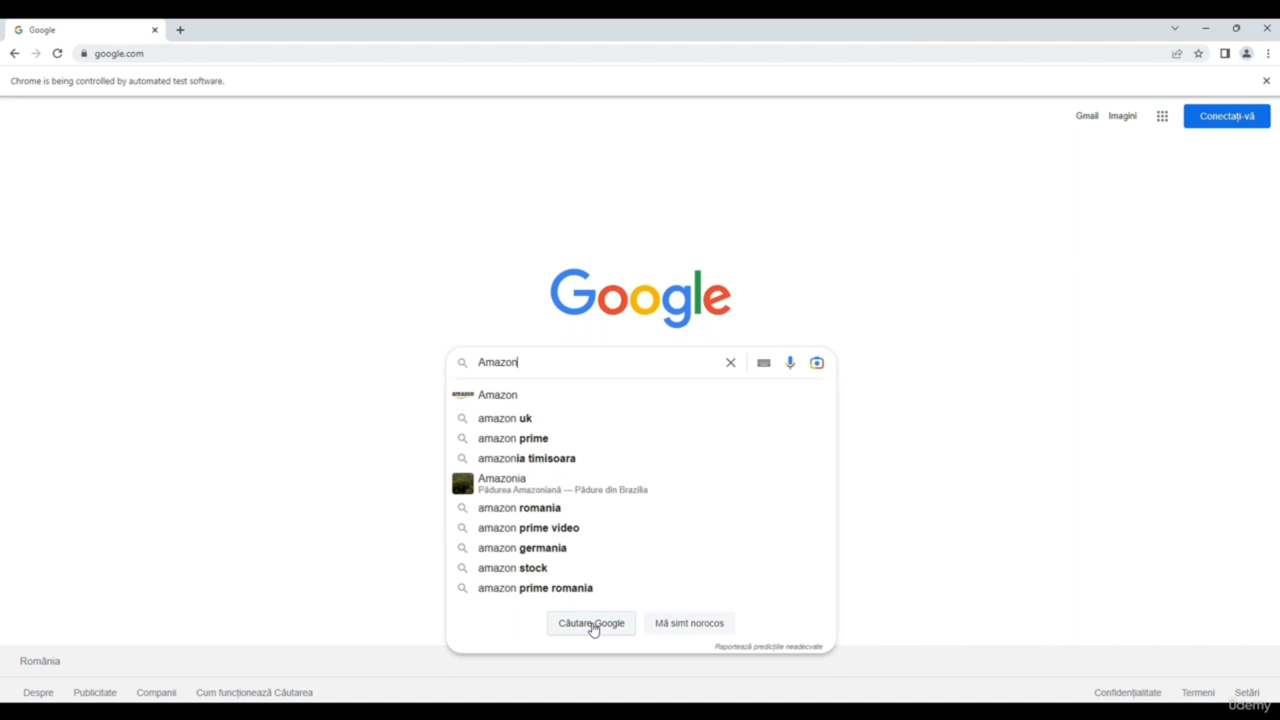 Google
google.com
Chrome is being controlled by automated test software.
Gmail Imagini Conectați-vă
Google
Amazon
amazon Amazon
amazon uk
amazon prime
amazonia timisoara
Amazonia
Pădurea Amazoniană — Pădure din Brazilia
amazon romania
amazon prime video
amazon germania
amazon stock
amazon prime romania
Căutare Google Mă simt norocos
Raportează predicțiile neadecvate
România
Despre Publicitate Companii Cum funcționează Căutarea Confidențialitate Termeni Setări
ûdemy